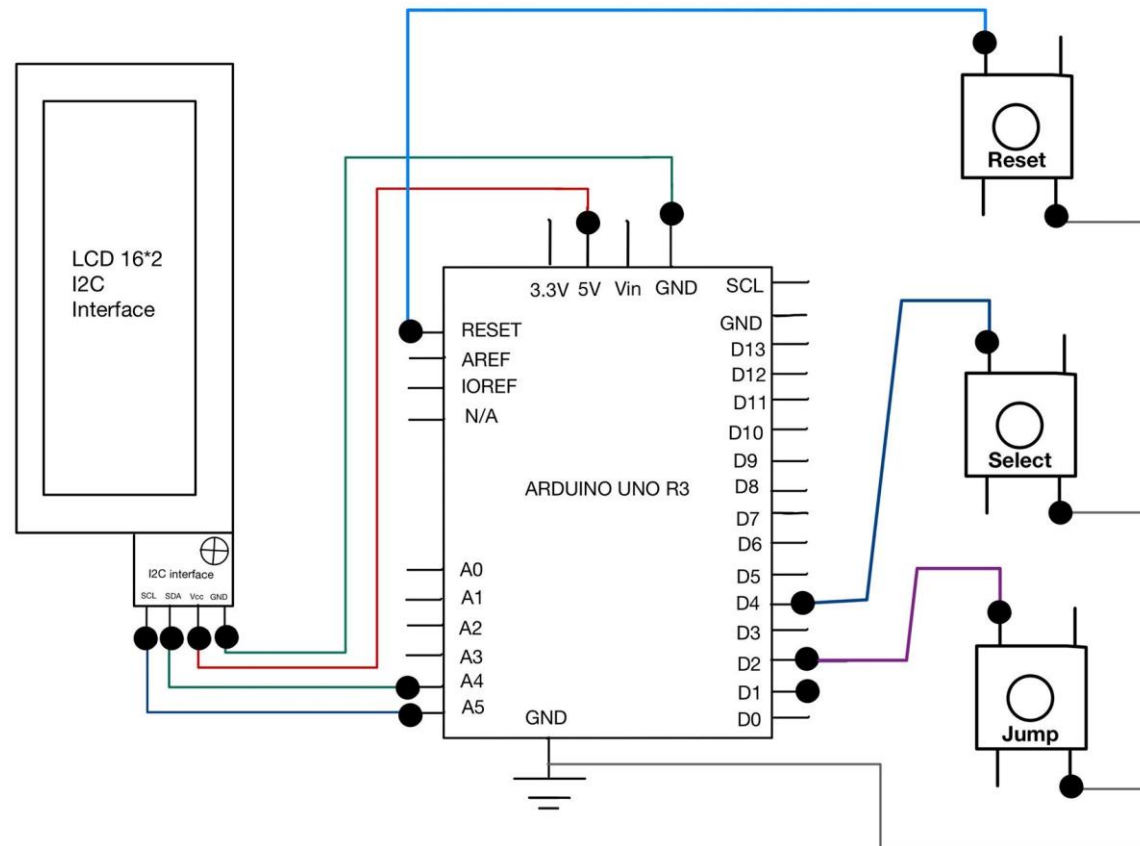 Reset
LCD 16*2
I2C
Interface
3.3V 5V Vin GND
SCL
GND
D13
D12
D11
D10
D9
D8
D7
D6
D5
D4
D3
D2
D1
D0
RESET
AREF
IOREF
N/A
ARDUINO UNO R3
A0
A1
A2
A3
A4
A5
GND
Select
I2C interface
SCL SDA Vcc GND
Jump